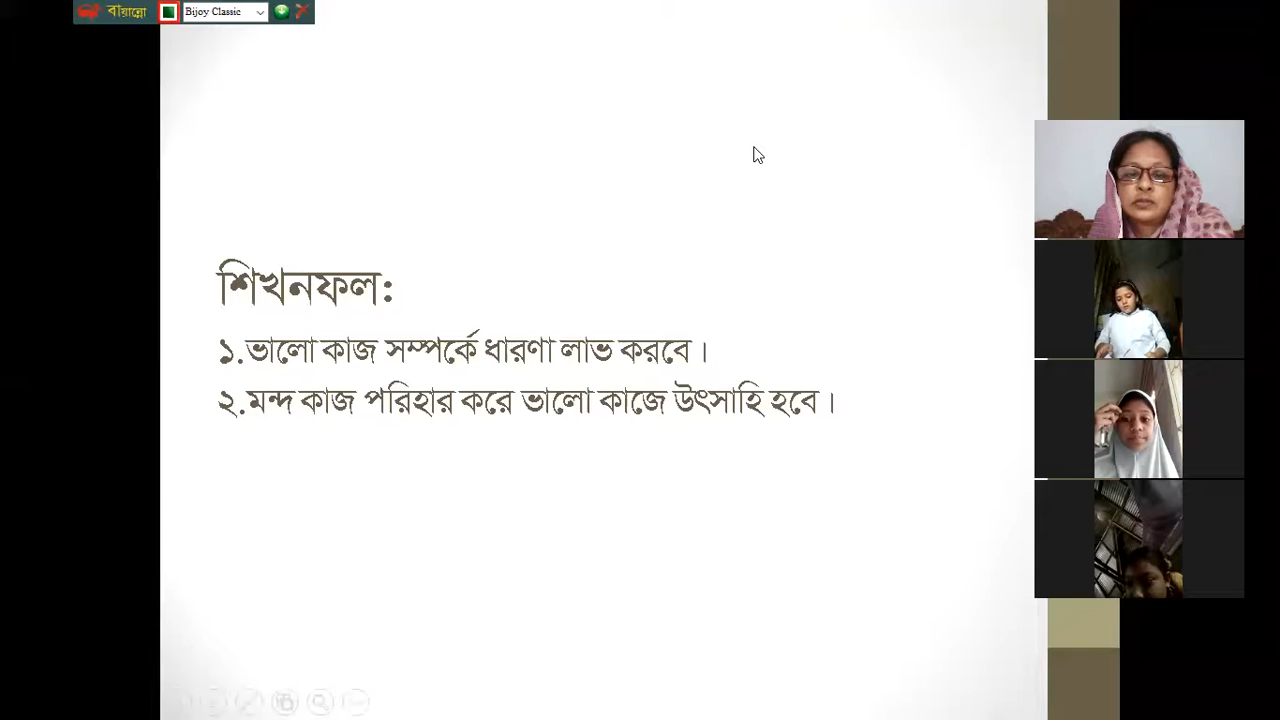 বায়ান্নো Bijoy Classic
শিখনফল:
১.ভালো কাজ সম্পর্কে ধারণা লাভ করবে।
২.মন্দ কাজ পরিহার করে ভালো কাজে উৎসাহি হবে।